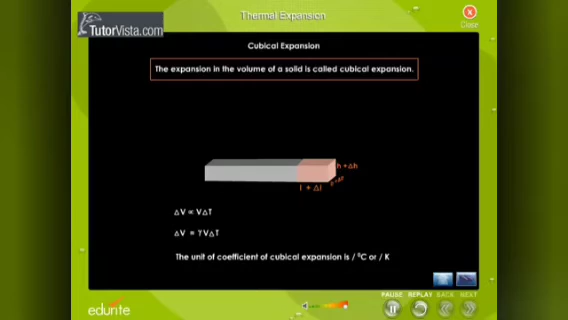 Thermal Expansion
Close
TutorVista.com
Cubical Expansion
The expansion in the volume of a solid is called cubical expansion.
h + Δh
l + Δl
ΔV ∝ VΔT
ΔV = γVΔT
The unit of coefficient of cubical expansion is / ⁰C or / K
PAUSE REPLAY BACK NEXT
edurite